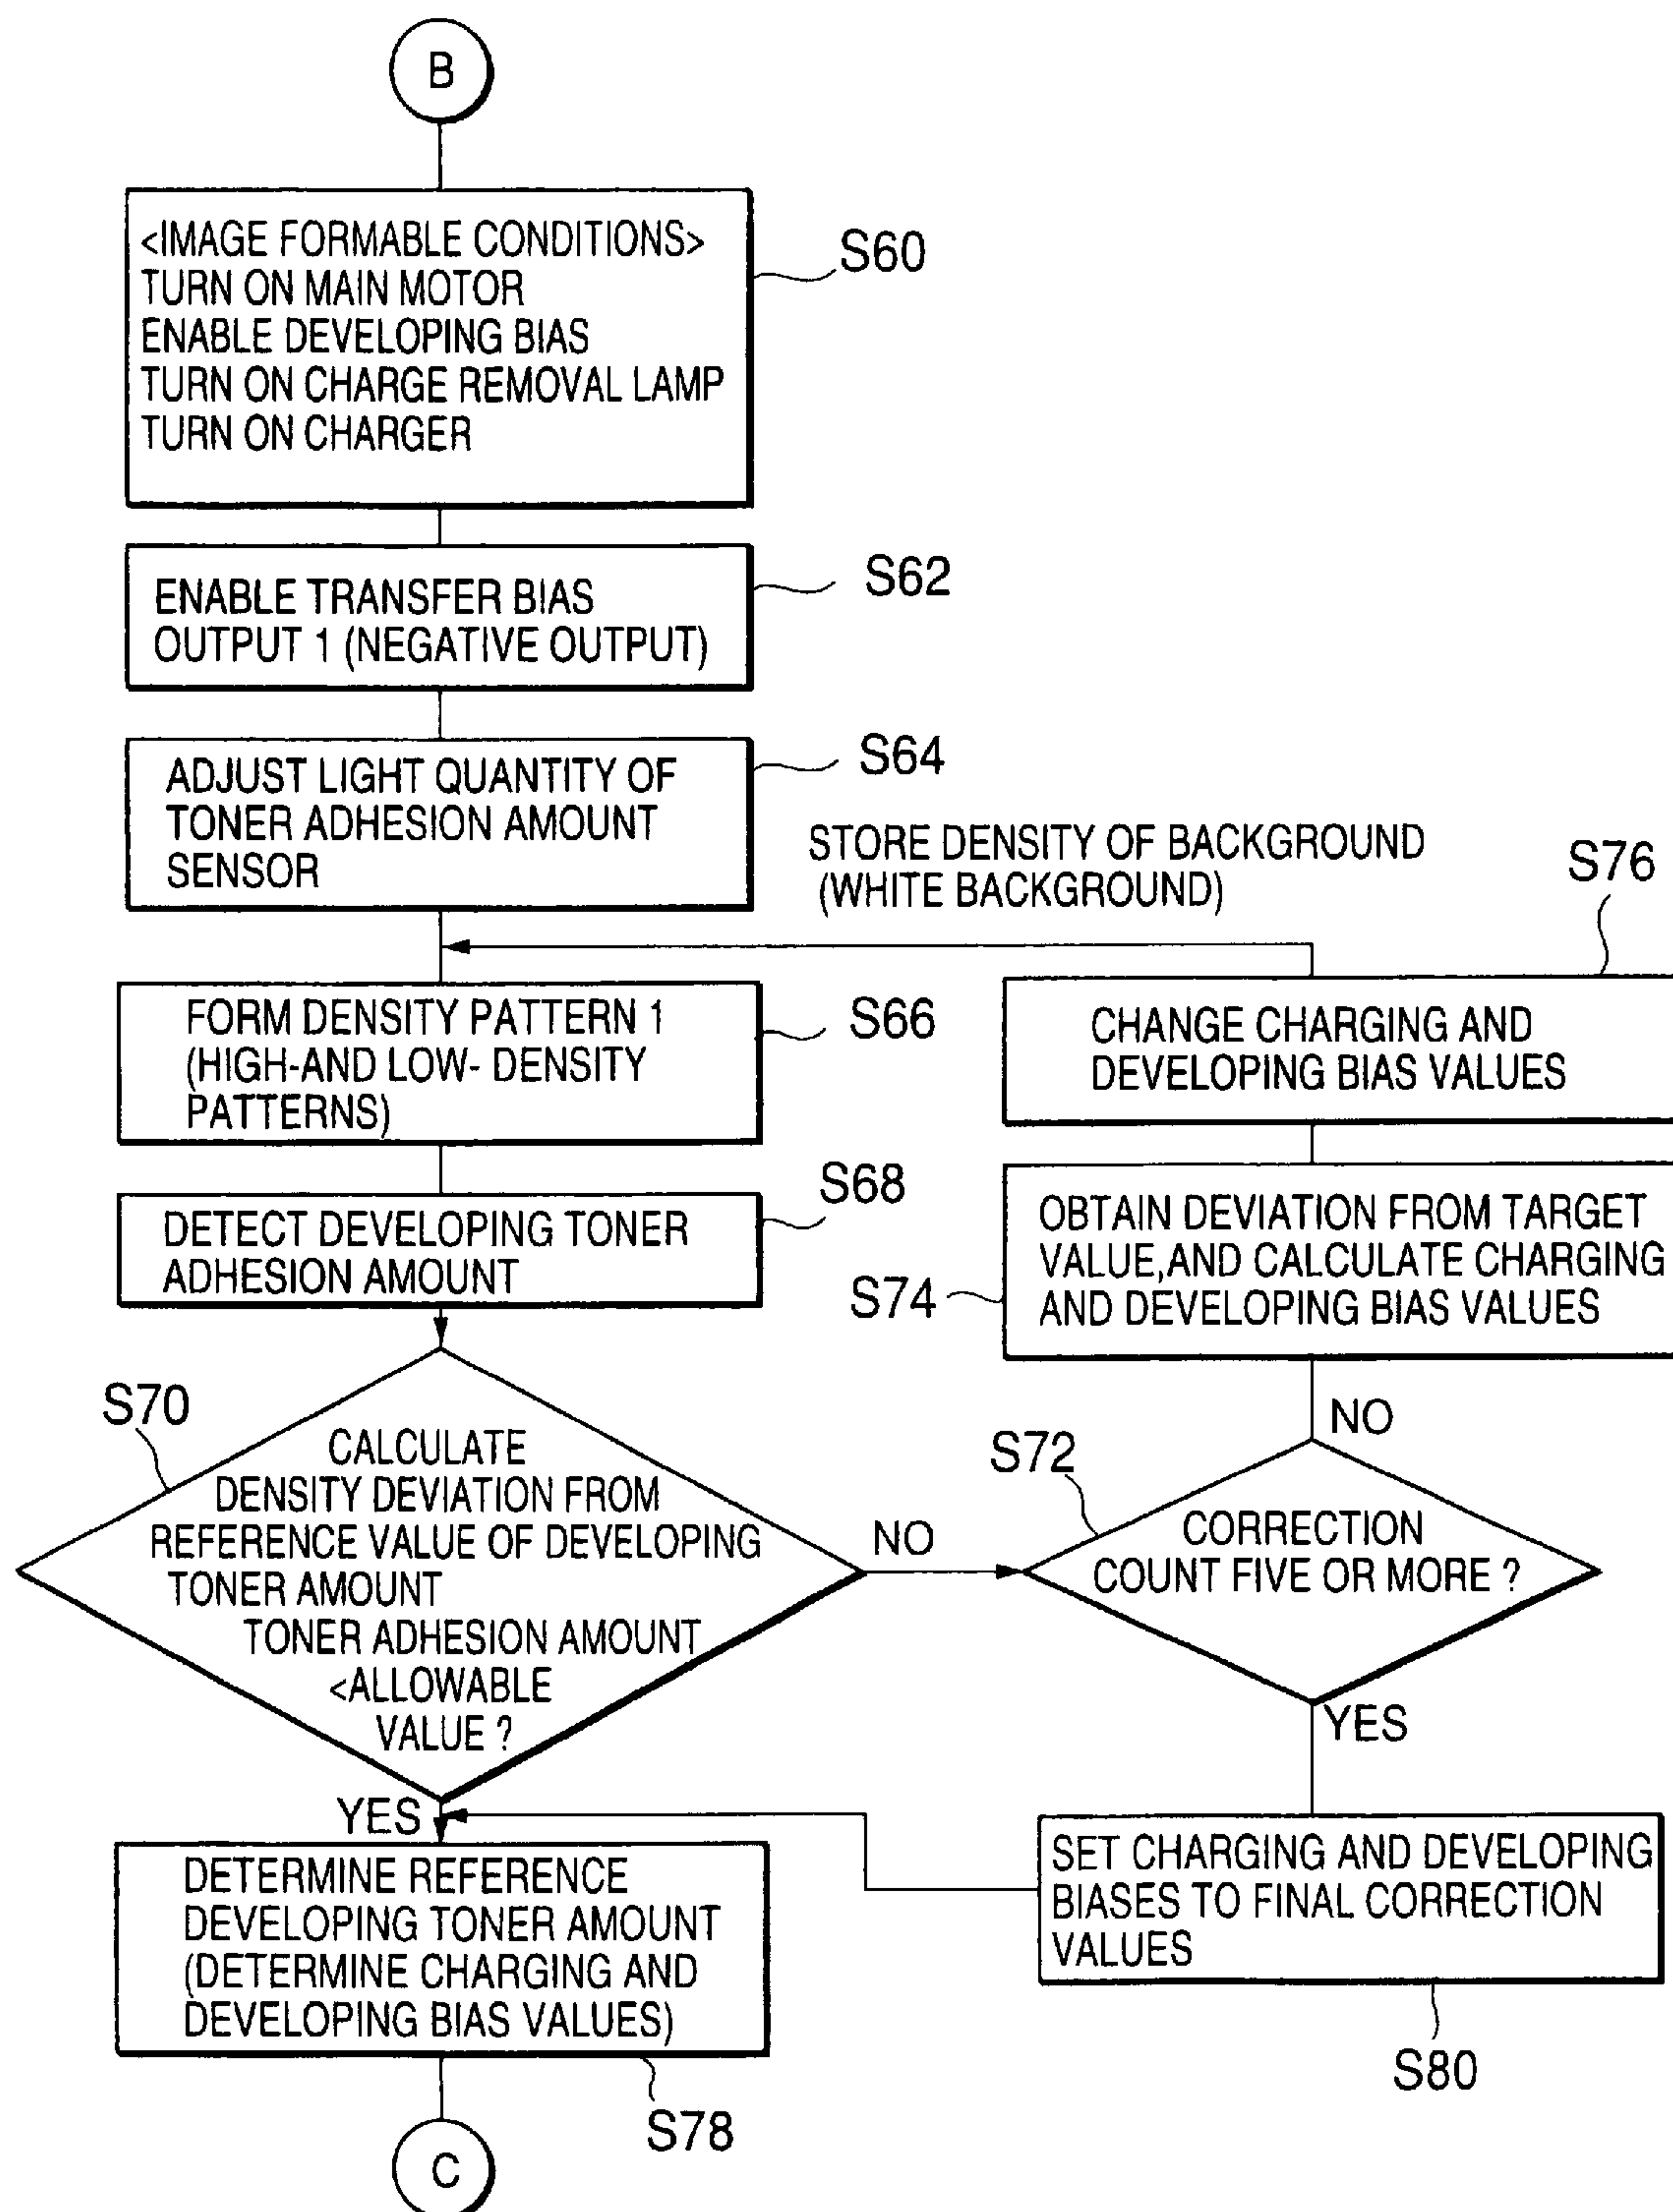 B
<IMAGE FORMABLE CONDITIONS>
TURN ON MAIN MOTOR
ENABLE DEVELOPING BIAS
TURN ON CHARGE REMOVAL LAMP
TURN ON CHARGER
S60
ENABLE TRANSFER BIAS
OUTPUT 1 (NEGATIVE OUTPUT)
S62
ADJUST LIGHT QUANTITY OF
TONER ADHESION AMOUNT
SENSOR
S64
STORE DENSITY OF BACKGROUND
(WHITE BACKGROUND)
S76
FORM DENSITY PATTERN 1
(HIGH-AND LOW- DENSITY
PATTERNS)
S66
CHANGE CHARGING AND
DEVELOPING BIAS VALUES
DETECT DEVELOPING TONER
ADHESION AMOUNT
S68
OBTAIN DEVIATION FROM TARGET
VALUE,AND CALCULATE CHARGING
AND DEVELOPING BIAS VALUES
S74
S70
CALCULATE
DENSITY DEVIATION FROM
REFERENCE VALUE OF DEVELOPING
TONER AMOUNT
TONER ADHESION AMOUNT
<ALLOWABLE
VALUE ?
NO
S72
NO
CORRECTION
COUNT FIVE OR MORE ?
YES
YES
DETERMINE REFERENCE
DEVELOPING TONER AMOUNT
(DETERMINE CHARGING AND
DEVELOPING BIAS VALUES)
S78
SET CHARGING AND DEVELOPING
BIASES TO FINAL CORRECTION
VALUES
S80
C